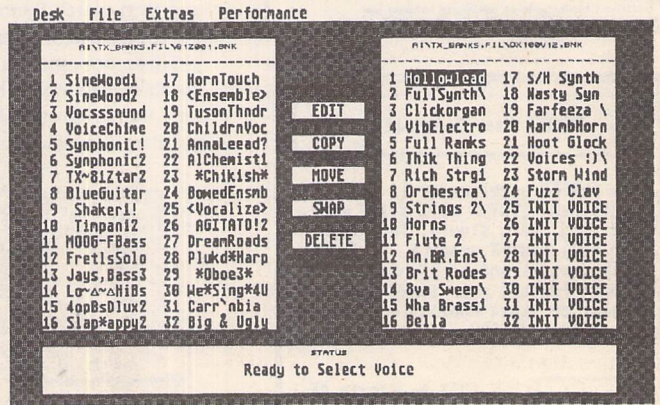 Desk File Extras Performance
A:\TX_BANKS.FIL\81Z001.BNK
1 SineWood1 17 HornTouch
2 SineWood2 18 <Ensemble>
3 Vocsssound 19 TusonThndr
4 VoiceChime 20 ChildrnVoc
5 Synphonic! 21 AnnaLeead?
6 Synphonic2 22 AlChemist1
7 TX~81Ztar2 23 *Chikish*
8 BlueGuitar 24 BowedEnsmb
9 Shaker1! 25 <Vocalize>
10 Timpani2 26 AGITATO!2
11 MOOG-FBass 27 DreamRoads
12 FretlsSolo 28 Plukd*Harp
13 Jays,Bass3 29 *Oboe3*
14 Lo~△~△HiBs 30 We*Sing*4U
15 4opBsDlux2 31 Carr`nbia
16 Slap*appy2 32 Big & Ugly
EDIT
COPY
MOVE
SWAP
DELETE
A:\TX_BANKS.FIL\DX100V12.BNK
1 Hollowlead 17 S/H Synth
2 FullSynth\ 18 Nasty Syn
3 Clickorgan 19 Farfeeza \
4 VibElectro 20 MarimbHorn
5 Full Ranks 21 Hoot Glock
6 Thik Thing 22 Voices :)\
7 Rich Strg1 23 Storm Wind
8 Orchestra\ 24 Fuzz Clav
9 Strings 2\ 25 INIT VOICE
10 Horns 26 INIT VOICE
11 Flute 2 27 INIT VOICE
12 An.BR.Ens\ 28 INIT VOICE
13 Brit Rodes 29 INIT VOICE
14 8va Sweep\ 30 INIT VOICE
15 Wha Brass1 31 INIT VOICE
16 Bella 32 INIT VOICE
STATUS
Ready to Select Voice